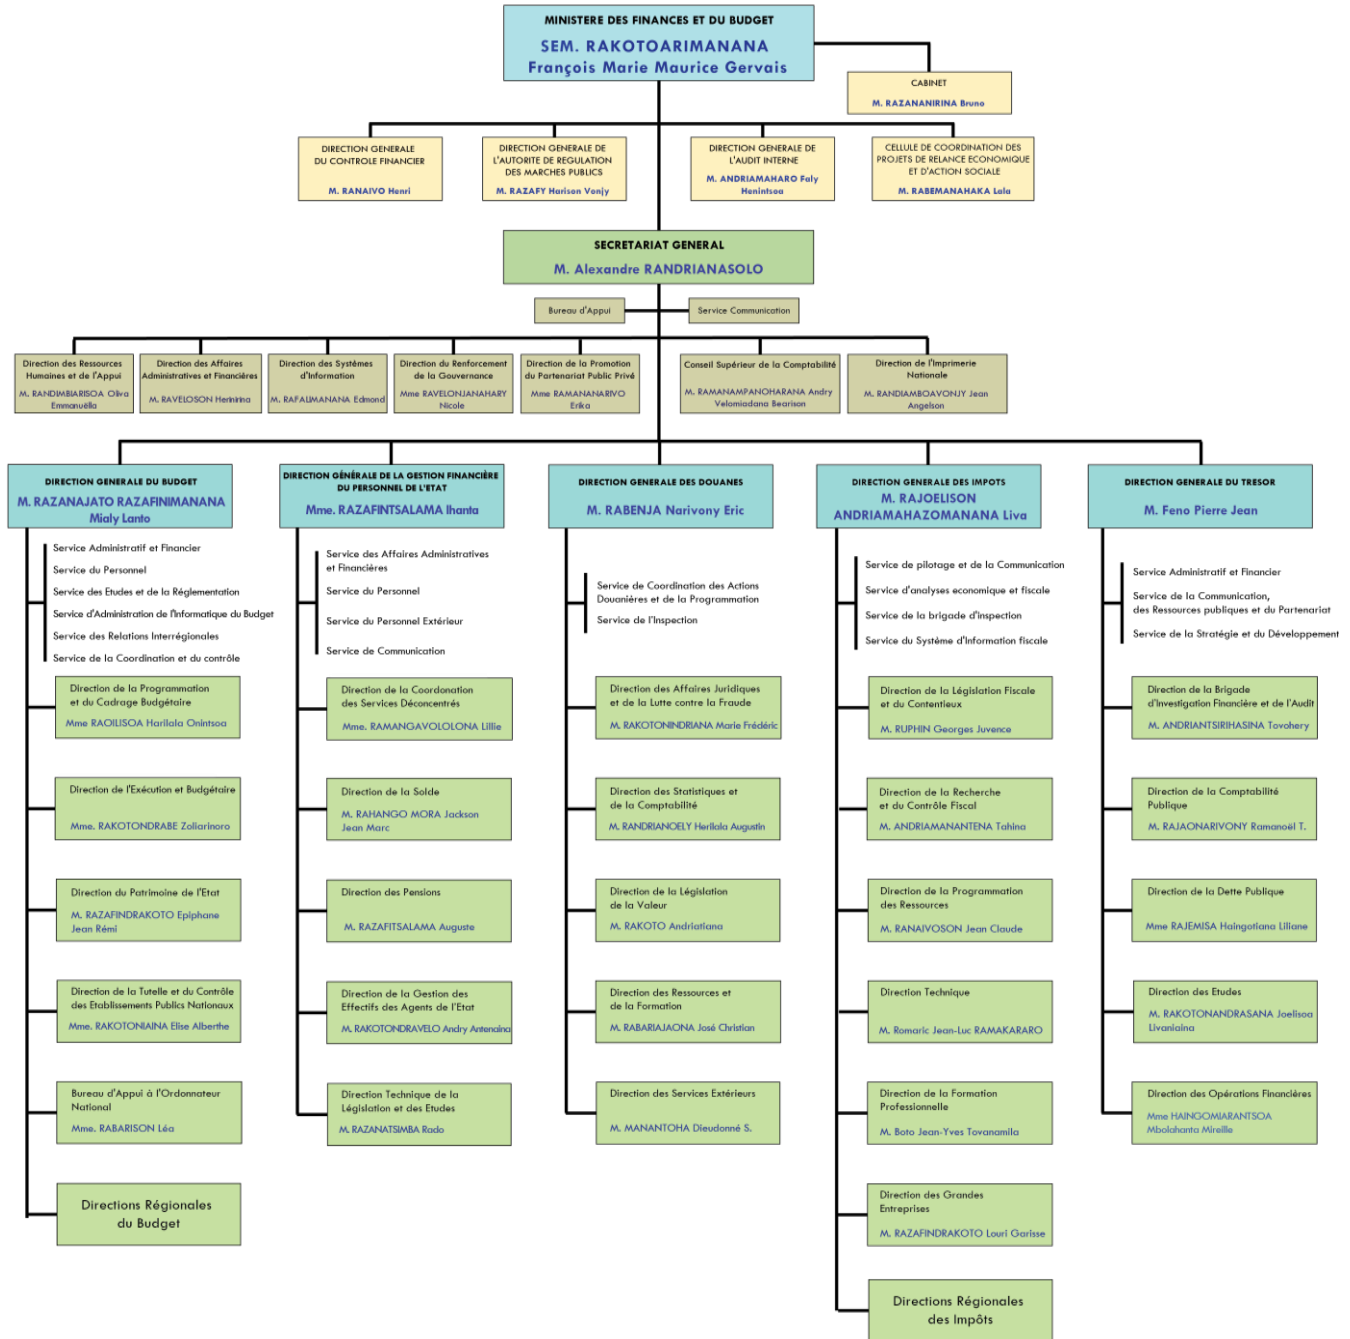 MINISTERE DES FINANCES ET DU BUDGET
SEM. RAKOTOARIMANANA
François Marie Maurice Gervais
CABINET
M. RAZANANIRINA Bruno
DIRECTION GENERALE
DU CONTROLE FINANCIER
M. RANAIVO Henri
DIRECTION GENERALE DE
L'AUTORITE DE REGULATION
DES MARCHES PUBLICS
M. RAZAFY Harison Vonjy
DIRECTION GENERALE DE
L'AUDIT INTERNE
M. ANDRIAMAHARO Faly
Henintsoa
CELLULE DE COORDINATION DES
PROJETS DE RELANCE ECONOMIQUE
ET D'ACTION SOCIALE
M. RABEMANAHAKA Lala
SECRETARIAT GENERAL
M. Alexandre RANDRIANASOLO
Bureau d'Appui
Service Communication
Direction des Ressources
Humaines et de l'Appui
M. RANDIMBIARISOA Oliva
Emmanuëlla
Direction des Affaires
Administratives et Financières
M. RAVELOSON Herinirina
Direction des Systèmes
d'Information
M. RAFALIMANANA Edmond
Direction du Renforcement
de la Gouvernance
Mme RAVELONJANAHARY
Nicole
Direction de la Promotion
du Partenariat Public Privé
Mme RAMANANARIVO
Erika
Conseil Supérieur de la Comptabilité
M. RAMANAMPANOHARANA Andry
Velomiadana Bearison
Direction de l'Imprimerie
Nationale
M. RANDIAMBOAVONJY Jean
Angelson
DIRECTION GENERALE DU BUDGET
M. RAZANAJATO RAZAFINIMANANA
Mialy Lanto
Service Administratif et Financier
Service du Personnel
Service des Etudes et de la Réglementation
Service d'Administration de l'Informatique du Budget
Service des Relations Interrégionales
Service de la Coordination et du contrôle
Direction de la Programmation
et du Cadrage Budgétaire
Mme RAOILISOA Harilala Onintsoa
Direction de l'Exécution et Budgétaire
Mme. RAKOTONDRABE Zoliarinoro
Direction du Patrimoine de l'Etat
M. RAZAFINDRAKOTO Epiphane
Jean Rémi
Direction de la Tutelle et du Contrôle
des Etablissements Publics Nationaux
Mme. RAKOTONIAINA Elise Alberthe
Bureau d'Appui à l'Ordonnateur
National
Mme. RABARISON Léa
Directions Régionales
du Budget
DIRECTION GÉNÉRALE DE LA GESTION FINANCIÈRE
DU PERSONNEL DE L'ETAT
Mme. RAZAFINTSALAMA Ihanta
Service des Affaires Administratives
et Financières
Service du Personnel
Service du Personnel Extérieur
Service de Communication
Direction de la Coordonation
des Services Déconcentrés
Mme. RAMANGAVOLOLONA Lillie
Direction de la Solde
M. RAHANGO MORA Jackson
Jean Marc
Direction des Pensions
M. RAZAFITSALAMA Auguste
Direction de la Gestion des
Effectifs des Agents de l'Etat
M. RAKOTONDRAVELO Andry Antenaina
Direction Technique de la
Législation et des Etudes
M. RAZANATSIMBA Rado
DIRECTION GENERALE DES DOUANES
M. RABENJA Narivony Eric
Service de Coordination des Actions
Douanières et de la Programmation
Service de l'Inspection
Direction des Affaires Juridiques
et de la Lutte contre la Fraude
M. RAKOTONINDRIANA Marie Frédéric
Direction des Statistiques et
de la Comptabilité
M. RANDRIANOELY Herilala Augustin
Direction de la Législation
de la Valeur
M. RAKOTO Andriatiana
Direction des Ressources et
de la Formation
M. RABARIAJAONA José Christian
Direction des Services Extérieurs
M. MANANTOHA Dieudonné S.
DIRECTION GENERALE DES IMPOTS
M. RAJOELISON
ANDRIAMAHAZOMANANA Liva
Service de pilotage et de la Communication
Service d'analyses economique et fiscale
Service de la brigade d'inspection
Service du Système d'Information fiscale
Direction de la Législation Fiscale
et du Contentieux
M. RUPHIN Georges Juvence
Direction de la Recherche
et du Contrôle Fiscal
M. ANDRIAMANANTENA Tahina
Direction de la Programmation
des Ressources
M. RANAIVOSON Jean Claude
Direction Technique
M. Romaric Jean-Luc RAMAKARARO
Direction de la Formation
Professionnelle
M. Boto Jean-Yves Tovanamila
Direction des Grandes
Entreprises
M. RAZAFINDRAKOTO Louri Garisse
Directions Régionales
des Impôts
DIRECTION GENERALE DU TRESOR
M. Feno Pierre Jean
Service Administratif et Financier
Service de la Communication,
des Ressources publiques et du Partenariat
Service de la Stratégie et du Développement
Direction de la Brigade
d'Investigation Financière et de l'Audit
M. ANDRIANTSIRIHASINA Tovohery
Direction de la Comptabilité
Publique
M. RAJAONARIVONY Ramanoël T.
Direction de la Dette Publique
Mme RAJEMISA Haingotiana Liliane
Direction des Etudes
M. RAKOTONANDRASANA Joelisoa
Livaniaina
Direction des Opérations Financières
Mme HAINGOMIARANTSOA
Mbolahanta Mireille